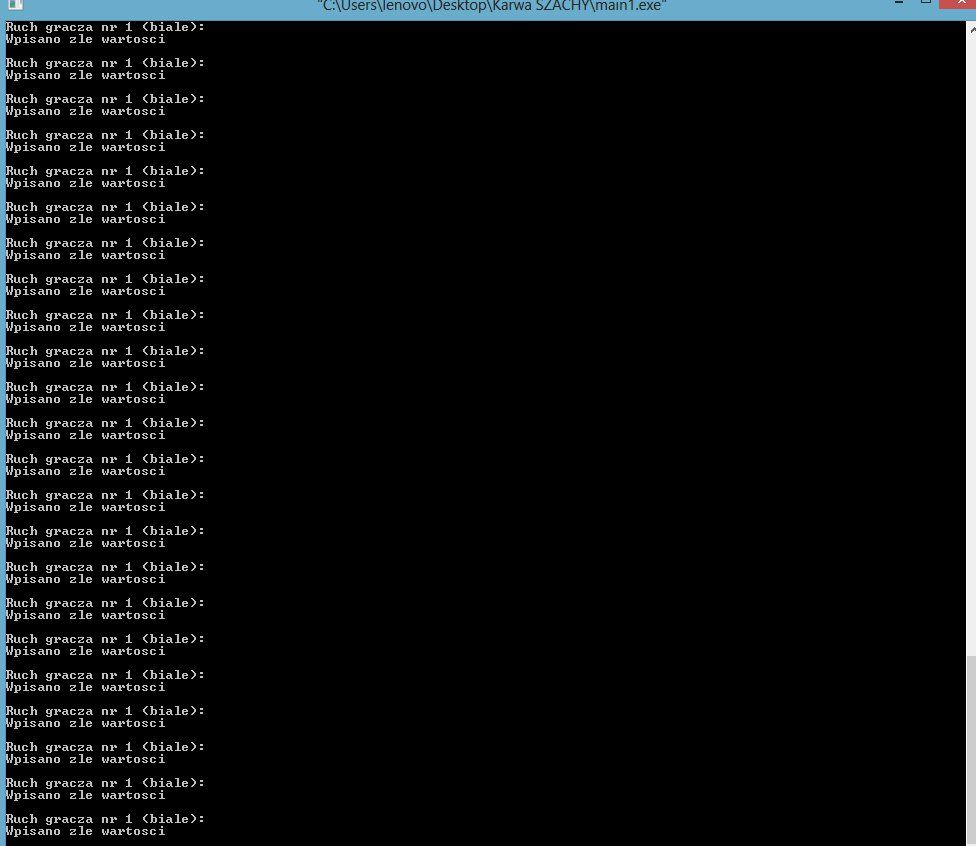 "C:\Users\lenovo\Desktop\Karwa SZACHY\main1.exe"
Ruch gracza nr 1 (biale):
Wpisano zle wartosci
Ruch gracza nr 1 (biale):
Wpisano zle wartosci
Ruch gracza nr 1 (biale):
Wpisano zle wartosci
Ruch gracza nr 1 (biale):
Wpisano zle wartosci
Ruch gracza nr 1 (biale):
Wpisano zle wartosci
Ruch gracza nr 1 (biale):
Wpisano zle wartosci
Ruch gracza nr 1 (biale):
Wpisano zle wartosci
Ruch gracza nr 1 (biale):
Wpisano zle wartosci
Ruch gracza nr 1 (biale):
Wpisano zle wartosci
Ruch gracza nr 1 (biale):
Wpisano zle wartosci
Ruch gracza nr 1 (biale):
Wpisano zle wartosci
Ruch gracza nr 1 (biale):
Wpisano zle wartosci
Ruch gracza nr 1 (biale):
Wpisano zle wartosci
Ruch gracza nr 1 (biale):
Wpisano zle wartosci
Ruch gracza nr 1 (biale):
Wpisano zle wartosci
Ruch gracza nr 1 (biale):
Wpisano zle wartosci
Ruch gracza nr 1 (biale):
Wpisano zle wartosci
Ruch gracza nr 1 (biale):
Wpisano zle wartosci
Ruch gracza nr 1 (biale):
Wpisano zle wartosci
Ruch gracza nr 1 (biale):
Wpisano zle wartosci
Ruch gracza nr 1 (biale):
Wpisano zle wartosci
Ruch gracza nr 1 (biale):
Wpisano zle wartosci
Ruch gracza nr 1 (biale):
Wpisano zle wartosci